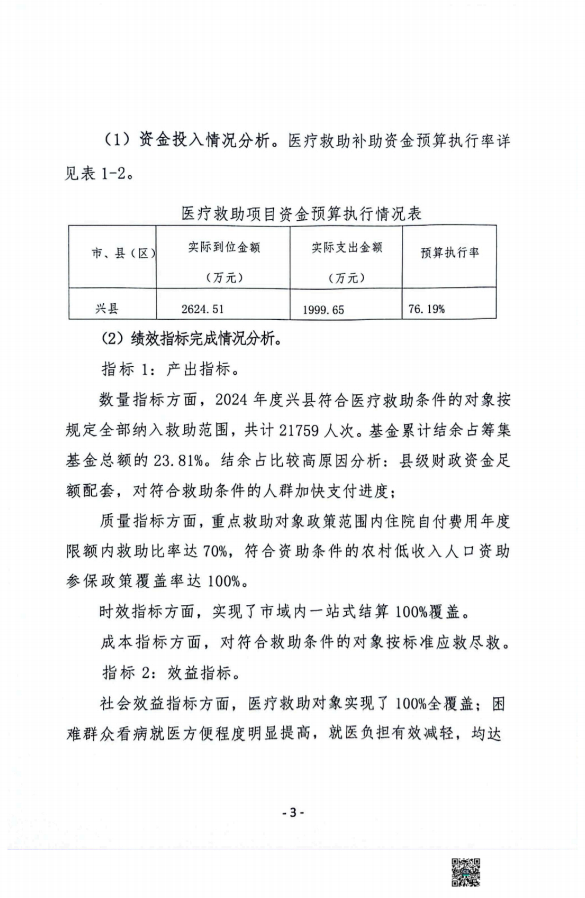 (1) 资金投入情况分析。医疗救助补助资金预算执行率详
见表 1-2。
医疗救助项目资金预算执行情况表
市、县(区) 实际到位金额 实际支出金额 预算执行率
(万元) (万元)
兴县 2624.51 1999.65 76.19%
(2) 绩效指标完成情况分析。
指标 1: 产出指标。
数量指标方面，2024 年度兴县符合医疗救助条件的对象按
规定全部纳入救助范围，共计 21759 人次。基金累计结余占筹集
基金总额的 23.81%。结余占比较高原因分析: 县级财政资金足
额配套，对符合救助条件的人群加快支付进度;
质量指标方面，重点救助对象政策范围内住院自付费用年度
限额内救助比率达 70%，符合资助条件的农村低收入人口资助
参保政策覆盖率达 100%。
时效指标方面，实现了市域内一站式结算 100%覆盖。
成本指标方面，对符合救助条件的对象按标准应救尽救。
指标 2: 效益指标。
社会效益指标方面，医疗救助对象实现了 100%全覆盖; 困
难群众看病就医方便程度明显提高，就医负担有效减轻，均达
- 3 -